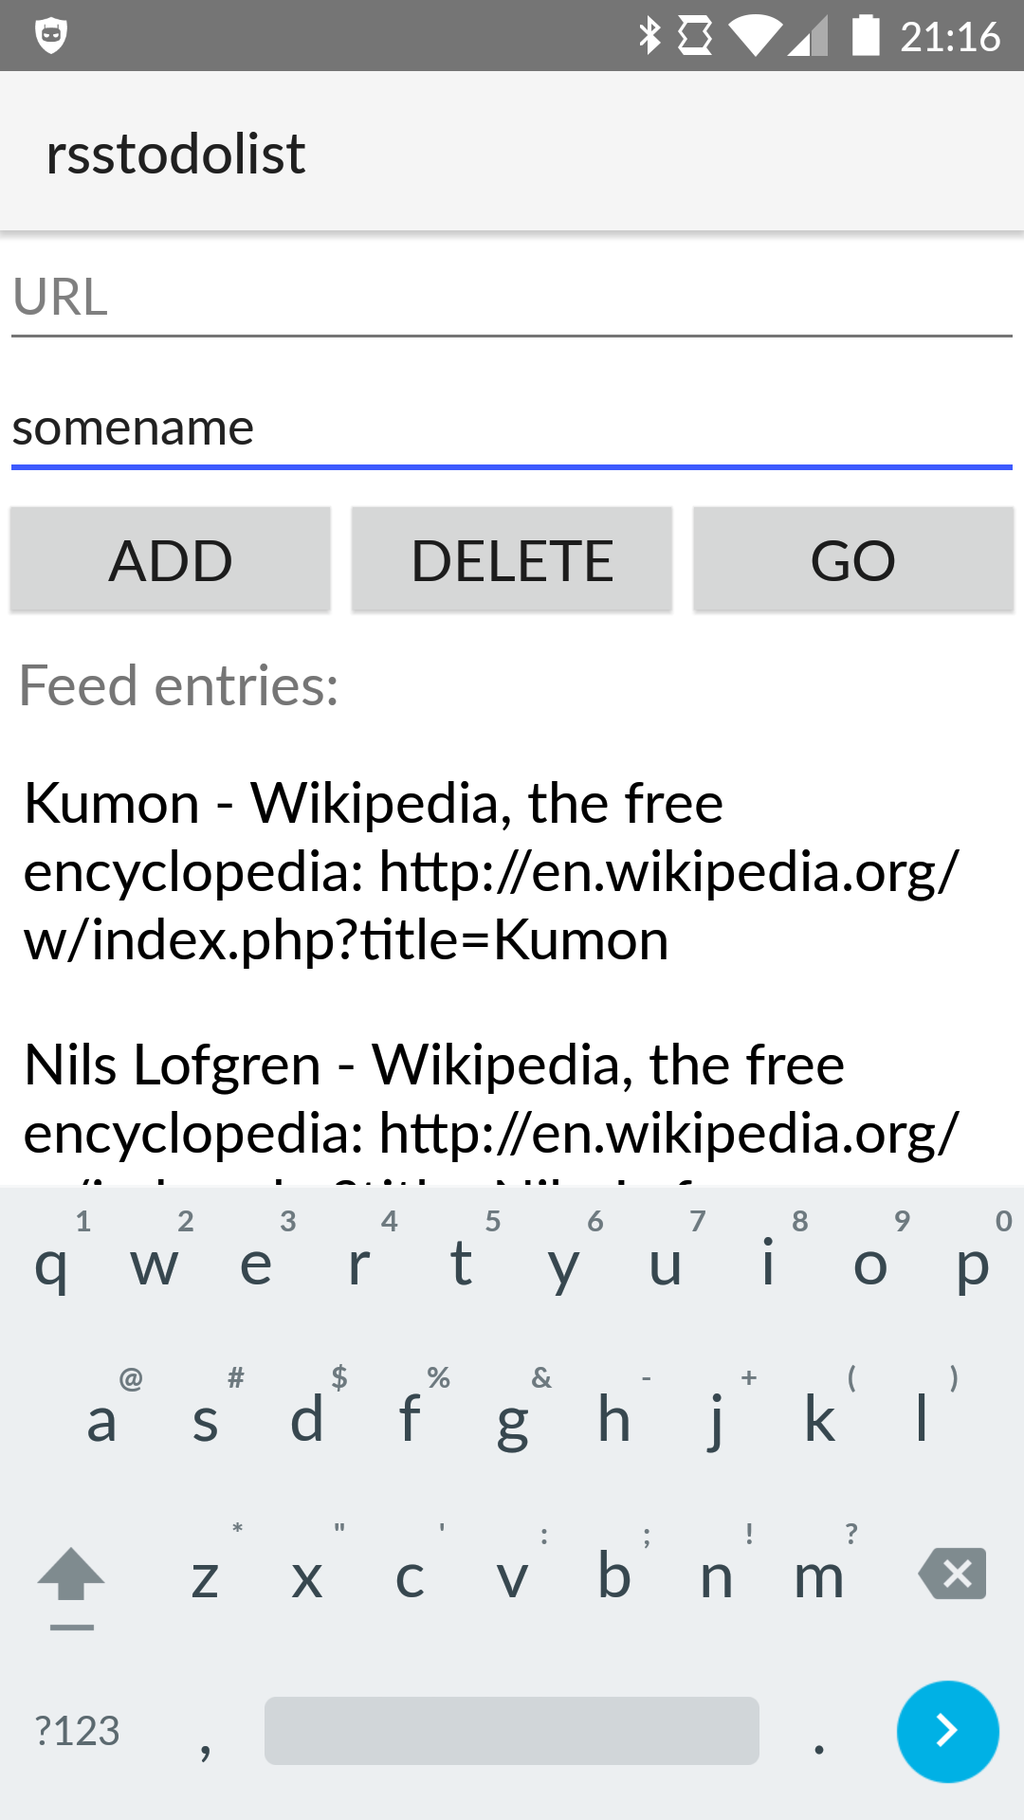 21:16
rsstodolist
URL
somename
ADD DELETE GO
Feed entries:
Kumon - Wikipedia, the free
encyclopedia: http://en.wikipedia.org/
w/index.php?title=Kumon
Nils Lofgren - Wikipedia, the free
encyclopedia: http://en.wikipedia.org/
1 2 3 4 5 6 7 8 9 0
q w e r t y u i o p
@ # $ % & - + ( )
a s d f g h j k l
* " ' : ; ! ?
z x c v b n m
?123 , .